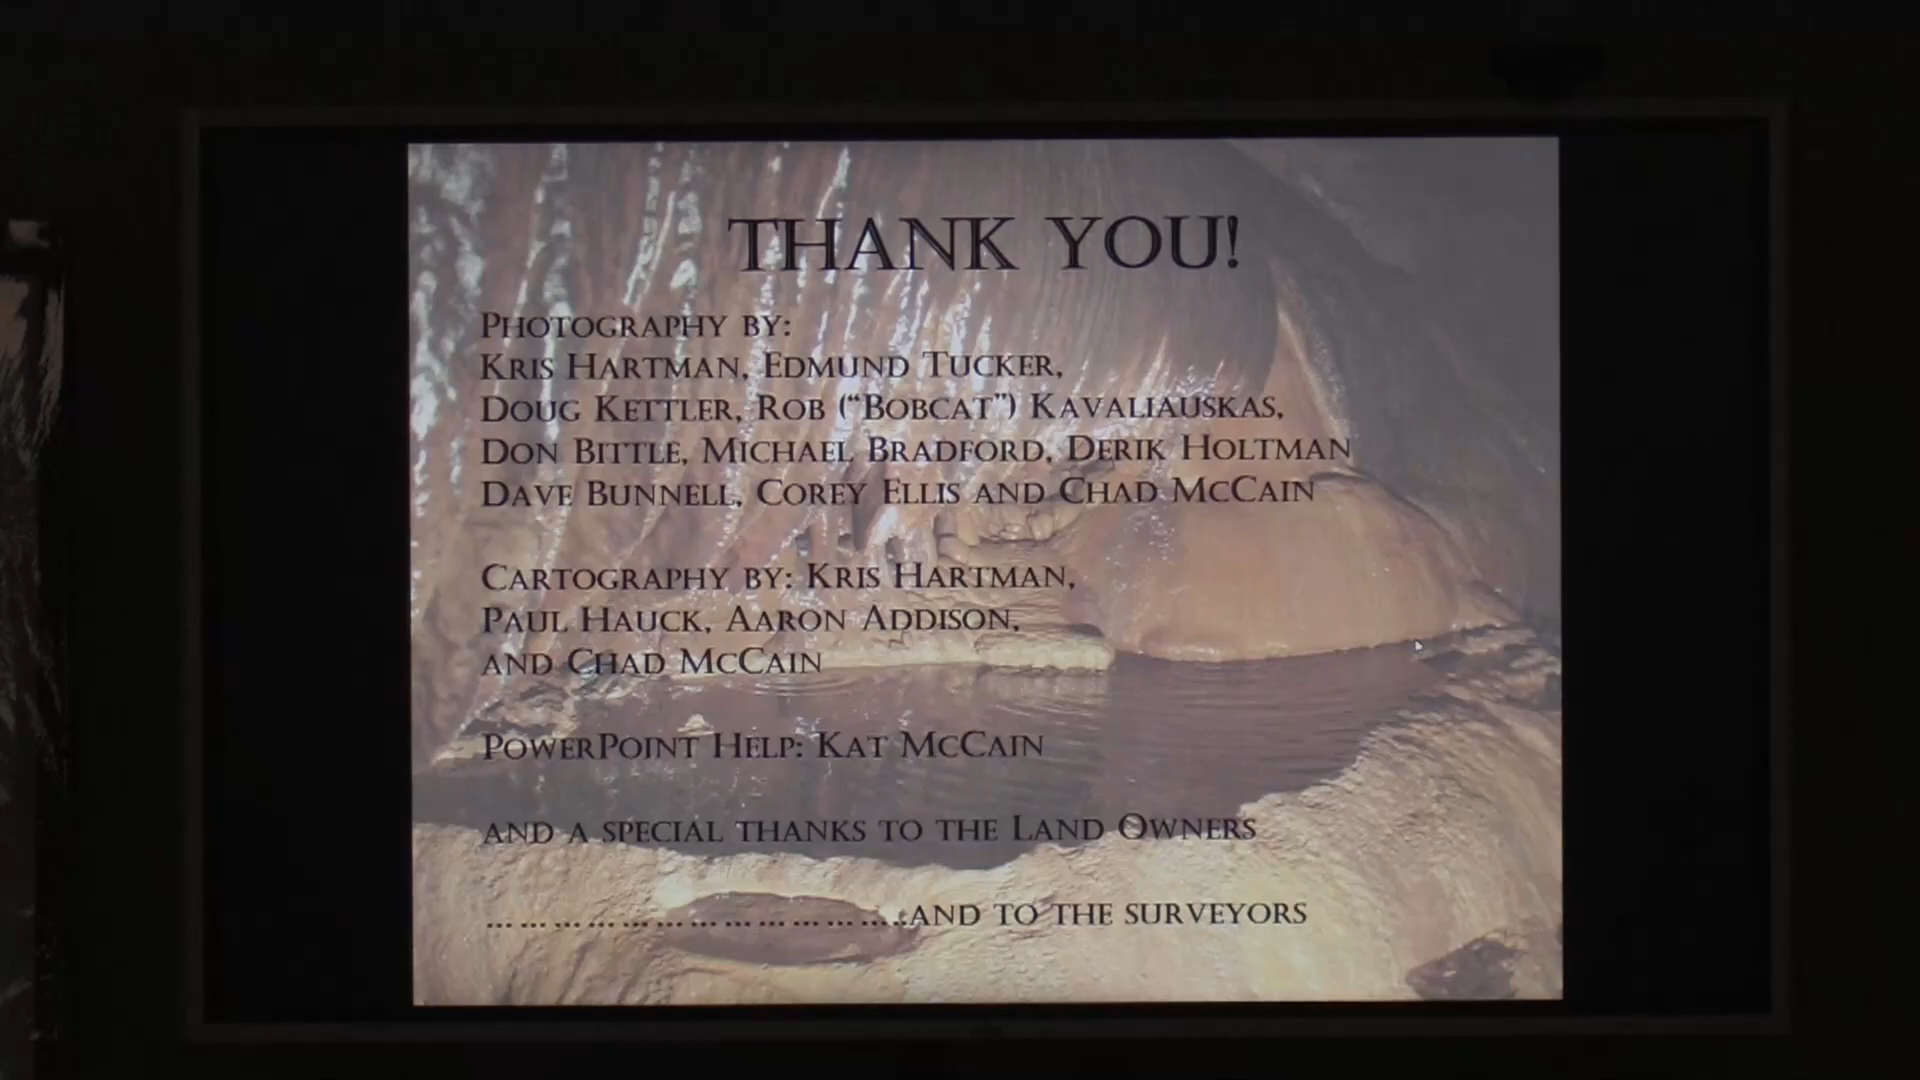 THANK YOU!
PHOTOGRAPHY BY:
KRIS HARTMAN, EDMUND TUCKER,
DOUG KETTLER, ROB (“BOBCAT”) KAVALIAUSKAS,
DON BITTLE, MICHAEL BRADFORD, DERIK HOLTMAN
DAVE BUNNELL, COREY ELLIS AND CHAD MCCAIN
CARTOGRAPHY BY: KRIS HARTMAN,
PAUL HAUCK, AARON ADDISON,
AND CHAD MCCAIN
POWERPOINT HELP: KAT MCCAIN
AND A SPECIAL THANKS TO THE LAND OWNERS
……………………………………..AND TO THE SURVEYORS